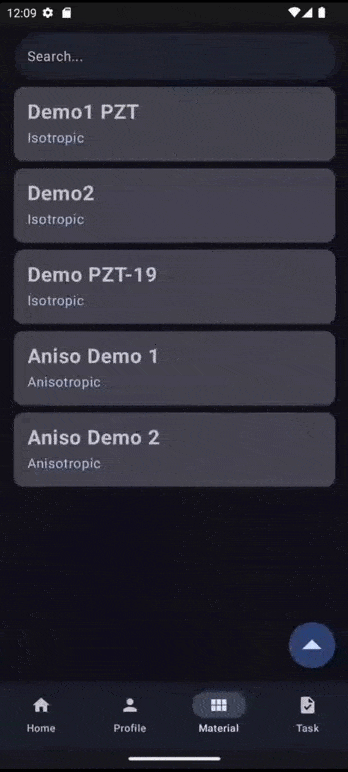 12:09
Search...
Demo1 PZT
Isotropic
Demo2
Isotropic
Demo PZT-19
Isotropic
Aniso Demo 1
Anisotropic
Aniso Demo 2
Anisotropic
Home Profile Material Task